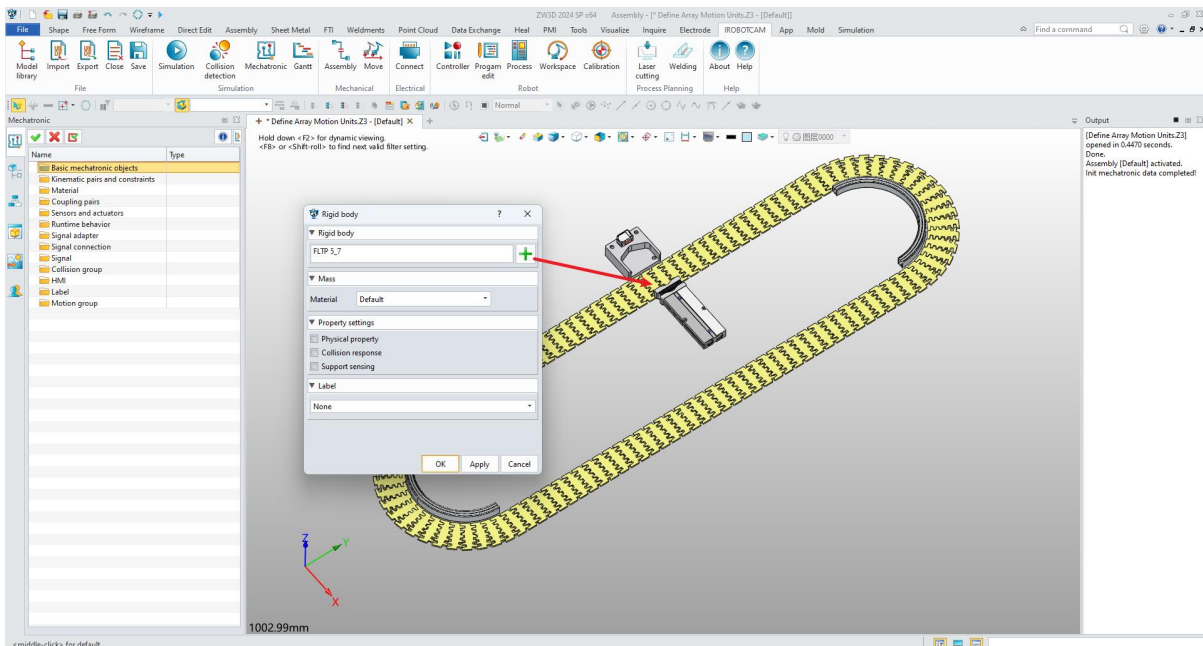 ZW3D 2024 SP x64 Assembly - [* Define Array Motion Units.Z3 - [Default]]
File Shape Free Form Wireframe Direct Edit Assembly Sheet Metal FTI Weldments Point Cloud Data Exchange Heal PMI Tools Visualize Inquire Electrode IROBOTCAM App Mold Simulation Find a command
Model library Import Export Close Save Simulation Collision detection Mechatronic Gantt Assembly Move Connect Controller Progam edit Process Workspace Calibration Laser cutting Welding About Help
File Simulation Mechanical Electrical Robot Process Planning Help
Normal
Mechatronic
+ * Define Array Motion Units.Z3 - [Default] × +
Output
Hold down <F2> for dynamic viewing.
<F8> or <Shift-roll> to find next valid filter setting.
图层0000
[Define Array Motion Units.Z3]
opened in 0.4470 seconds.
Done.
Assembly [Default] activated.
Init mechatronic data completed!
Name Type
Basic mechatronic objects
Kinematic pairs and constraints
Material
Coupling pairs
Sensors and actuators
Runtime behavior
Signal adapter
Signal connection
Signal
Collision group
HMI
Label
Motion group
Rigid body ? ×
Rigid body
FLTP 5_7
Mass
Material Default
Property settings
Physical property
Collision response
Support sensing
Label
None
OK Apply Cancel
Z
Y
X
1002.99mm
<middle-click> for default